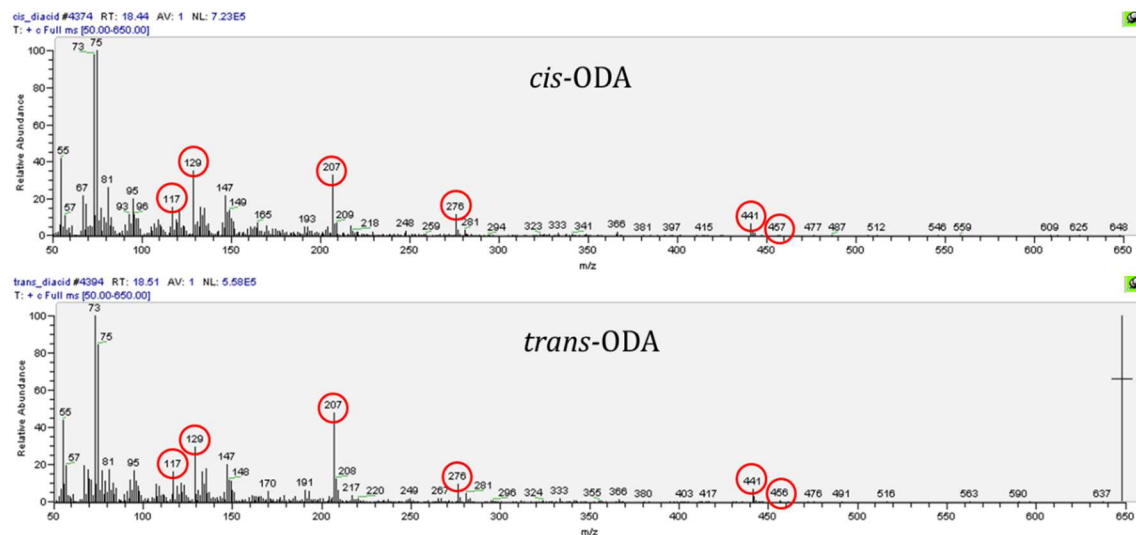 cis_diacid #4374 RT: 18.44 AV: 1 NL: 7.23E5
T: + c Full ms [50.00-650.00]
cis-ODA
Relative Abundance
100
80
60
40
20
0
73 75
55 57 67 81 93 95 96 117 129 147 149 165 193 207 209 218 248 259 276 281 294 323 333 341 366 381 397 415 441 457 477 487 512 546 559 609 625 648
50 100 150 200 250 300 350 400 450 500 550 600 650
m/z
trans_diacid #4394 RT: 18.51 AV: 1 NL: 5.58E5
T: + c Full ms [50.00-650.00]
trans-ODA
Relative Abundance
100
80
60
40
20
0
73 75
55 57 81 95 117 129 147 148 170 191 207 208 217 220 249 267 276 281 296 324 333 355 366 380 403 417 441 456 476 491 516 563 590 637
50 100 150 200 250 300 350 400 450 500 550 600 650
m/z